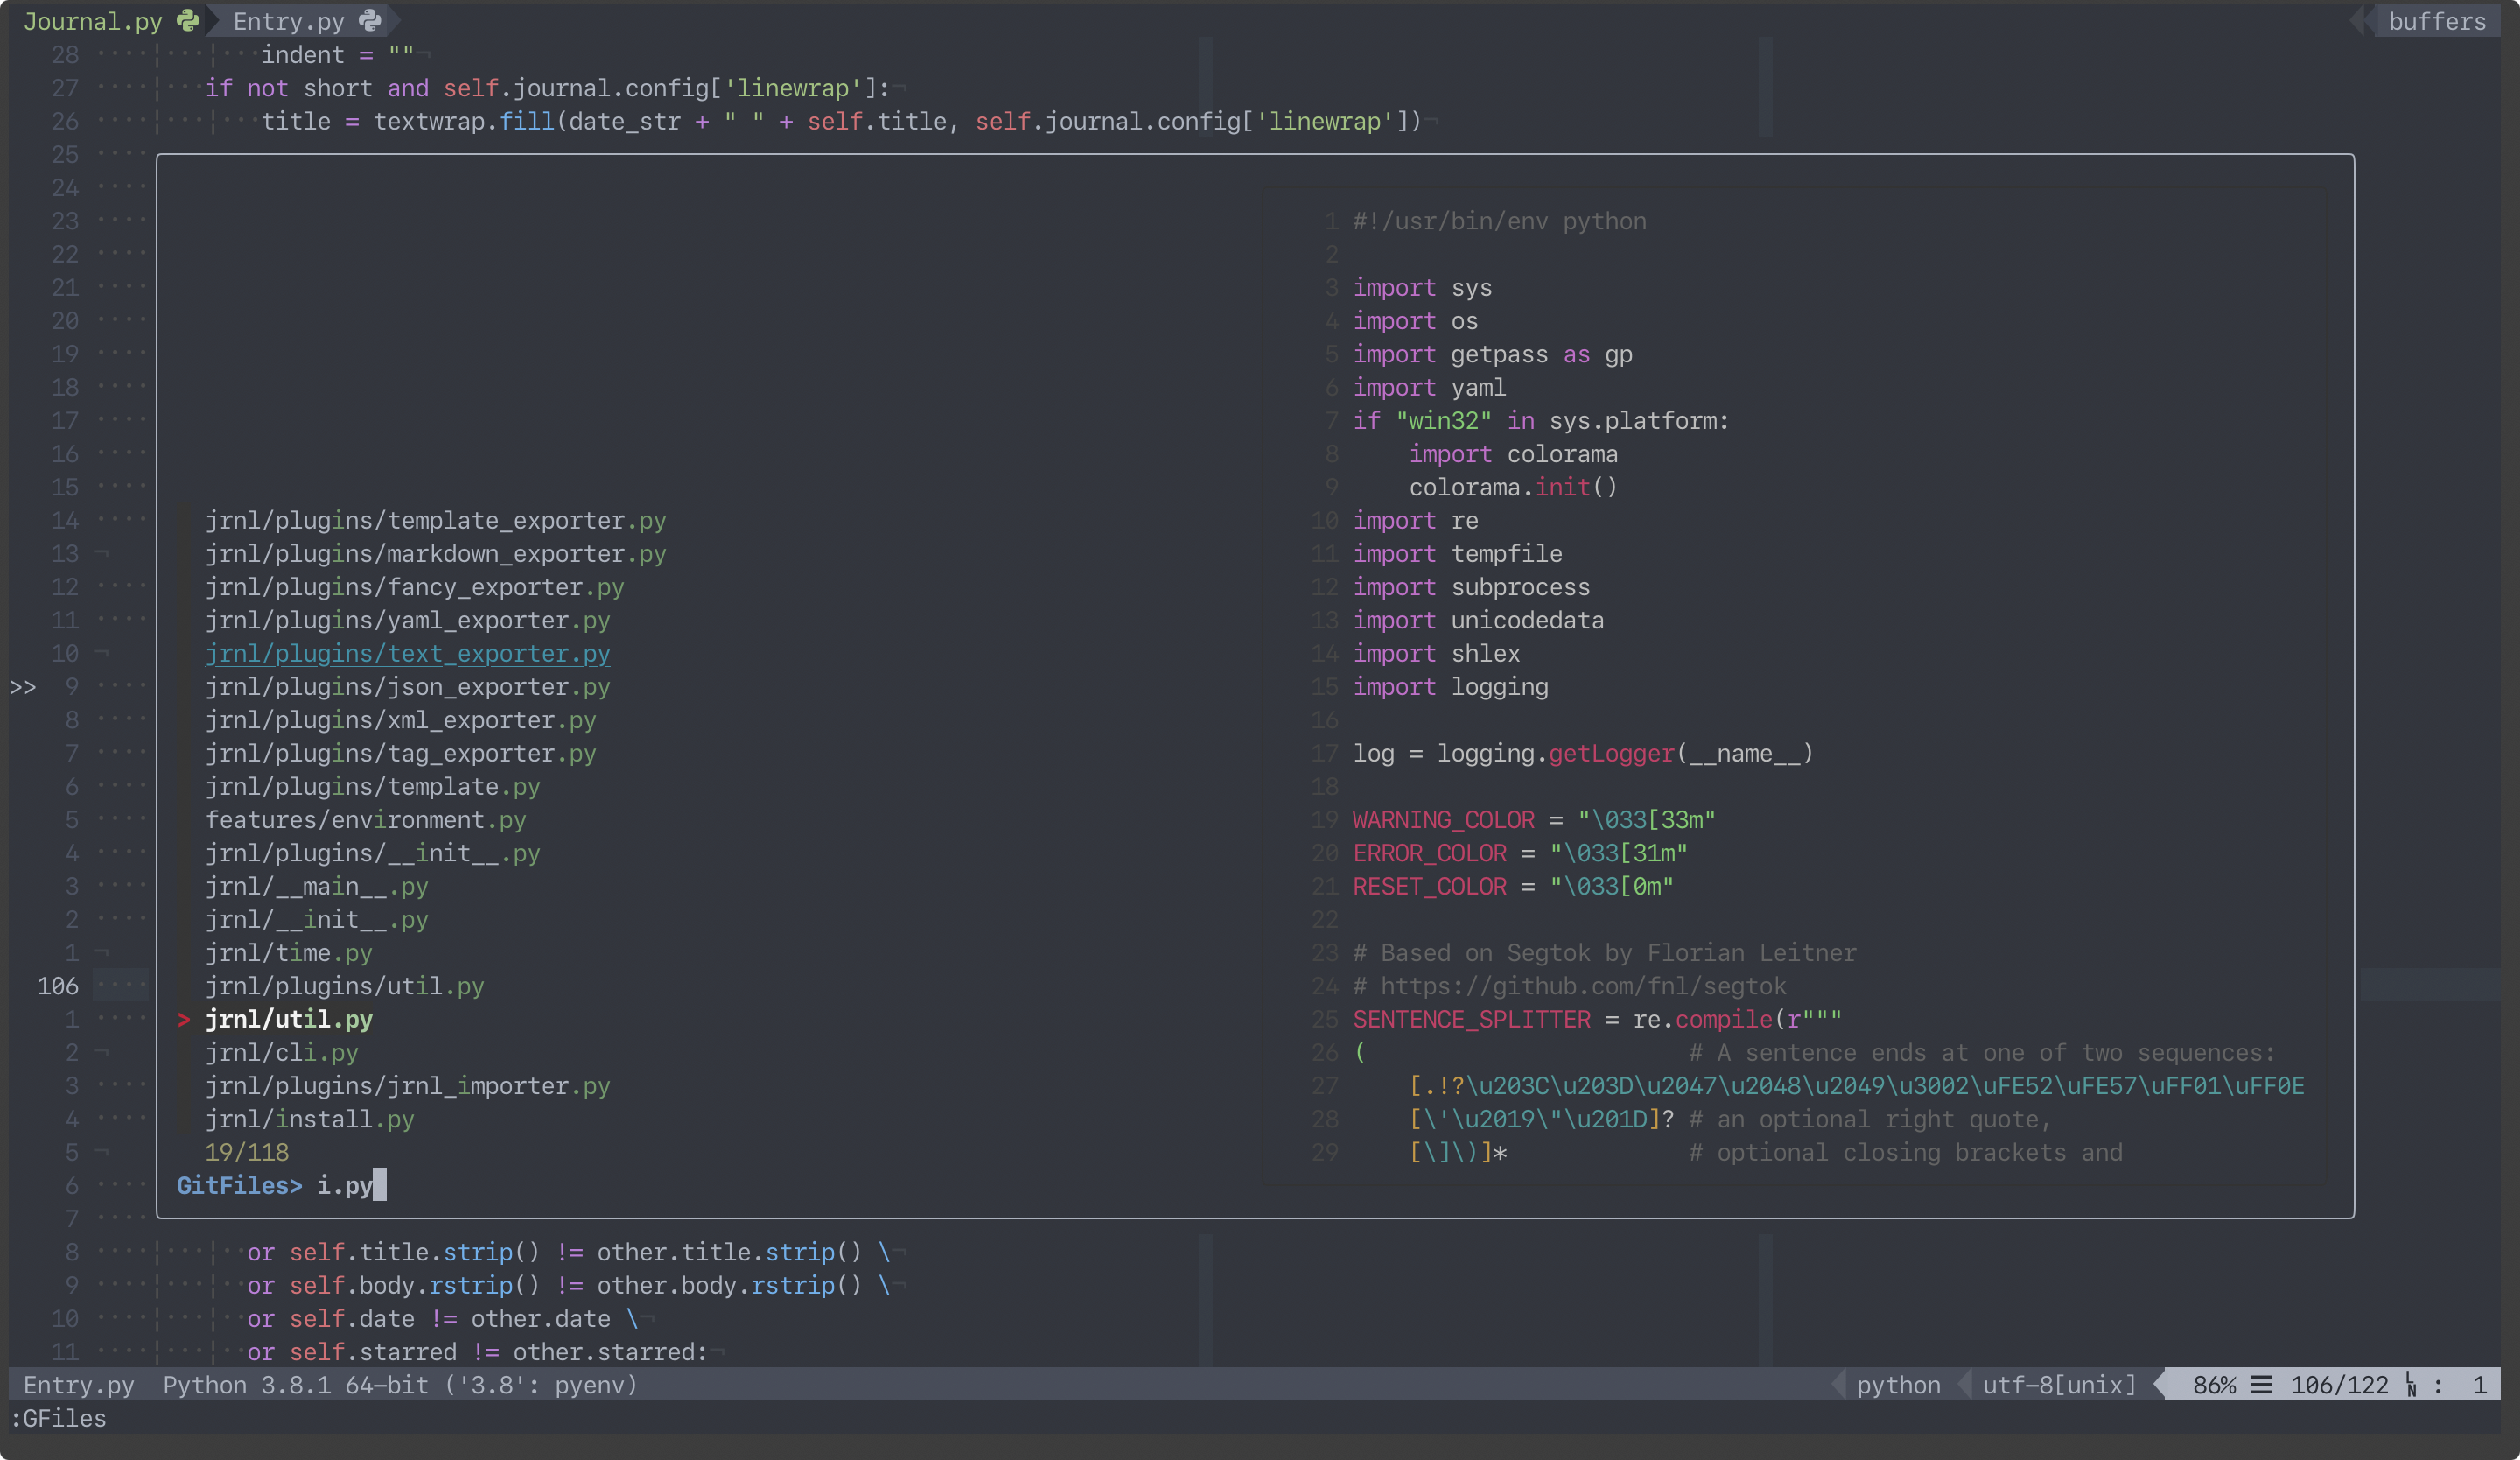 Journal.py Entry.py buffers
28 indent = ""
27 if not short and self.journal.config['linewrap']:
26 title = textwrap.fill(date_str + " " + self.title, self.journal.config['linewrap'])
25
24
23
22
21
20
19
18
17
16
15
14
13
12
11
10
>> 9
8
7
6
5
4
3
2
1
106
1
2
3
4
5
6
7
jrnl/plugins/template_exporter.py
jrnl/plugins/markdown_exporter.py
jrnl/plugins/fancy_exporter.py
jrnl/plugins/yaml_exporter.py
jrnl/plugins/text_exporter.py
jrnl/plugins/json_exporter.py
jrnl/plugins/xml_exporter.py
jrnl/plugins/tag_exporter.py
jrnl/plugins/template.py
features/environment.py
jrnl/plugins/__init__.py
jrnl/__main__.py
jrnl/__init__.py
jrnl/time.py
jrnl/plugins/util.py
> jrnl/util.py
jrnl/cli.py
jrnl/plugins/jrnl_importer.py
jrnl/install.py
19/118
GitFiles> i.py
1 #!/usr/bin/env python
2
3 import sys
4 import os
5 import getpass as gp
6 import yaml
7 if "win32" in sys.platform:
8 import colorama
9 colorama.init()
10 import re
11 import tempfile
12 import subprocess
13 import unicodedata
14 import shlex
15 import logging
16
17 log = logging.getLogger(__name__)
18
19 WARNING_COLOR = "\033[33m"
20 ERROR_COLOR = "\033[31m"
21 RESET_COLOR = "\033[0m"
22
23 # Based on Segtok by Florian Leitner
24 # https://github.com/fnl/segtok
25 SENTENCE_SPLITTER = re.compile(r"""
26 ( # A sentence ends at one of two sequences:
27 [.!?\u203C\u203D\u2047\u2048\u2049\u3002\uFE52\uFE57\uFF01\uFF0E
28 [\'\u2019\"\u201D]? # an optional right quote,
29 [\]\)]* # optional closing brackets and
8 or self.title.strip() != other.title.strip() \
9 or self.body.rstrip() != other.body.rstrip() \
10 or self.date != other.date \
11 or self.starred != other.starred:
Entry.py Python 3.8.1 64-bit ('3.8': pyenv) python utf-8[unix] 86% ☰ 106/122 LN : 1
:GFiles